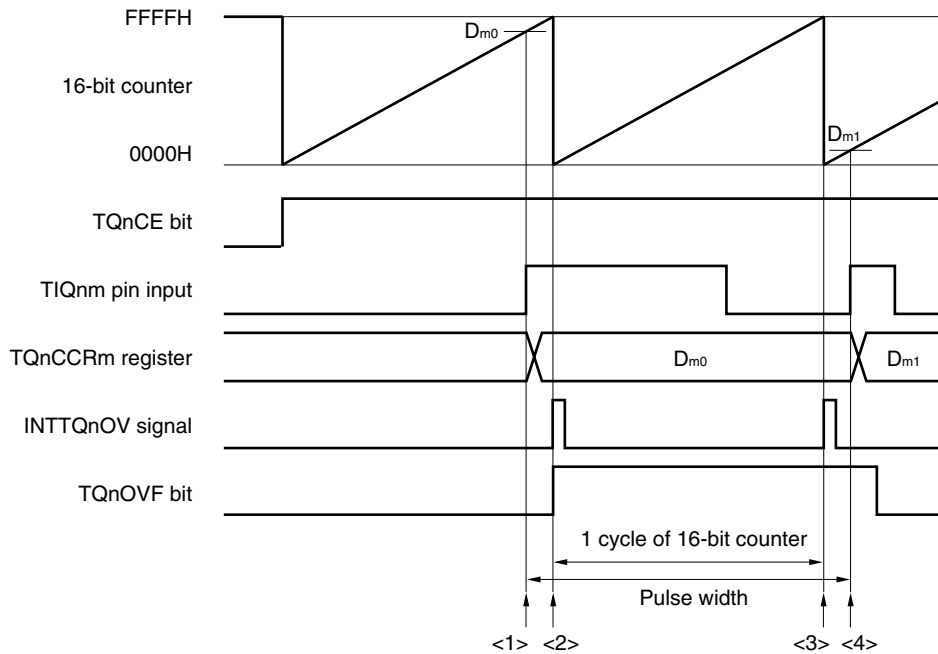 FFFFH
Dm0
16-bit counter
Dm1
0000H
TQnCE bit
TIQnm pin input
TQnCCRm register
Dm0
Dm1
INTTQnOV signal
TQnOVF bit
1 cycle of 16-bit counter
Pulse width
<1> <2> <3> <4>